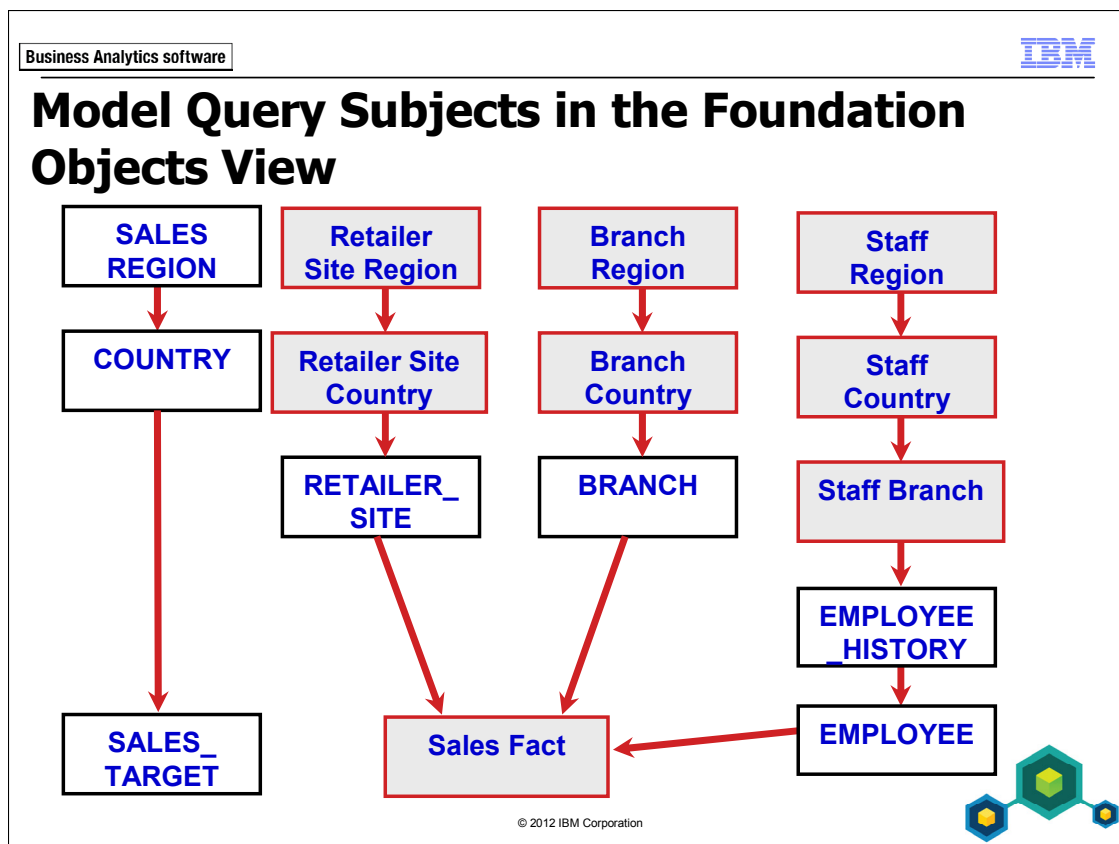 Business Analytics software
IBM
Model Query Subjects in the Foundation
Objects View
SALES
REGION
Retailer
Site Region
Branch
Region
Staff
Region
COUNTRY
Retailer Site
Country
Branch
Country
Staff
Country
RETAILER_
SITE
BRANCH
Staff Branch
EMPLOYEE
_HISTORY
SALES_
TARGET
Sales Fact
EMPLOYEE
© 2012 IBM Corporation